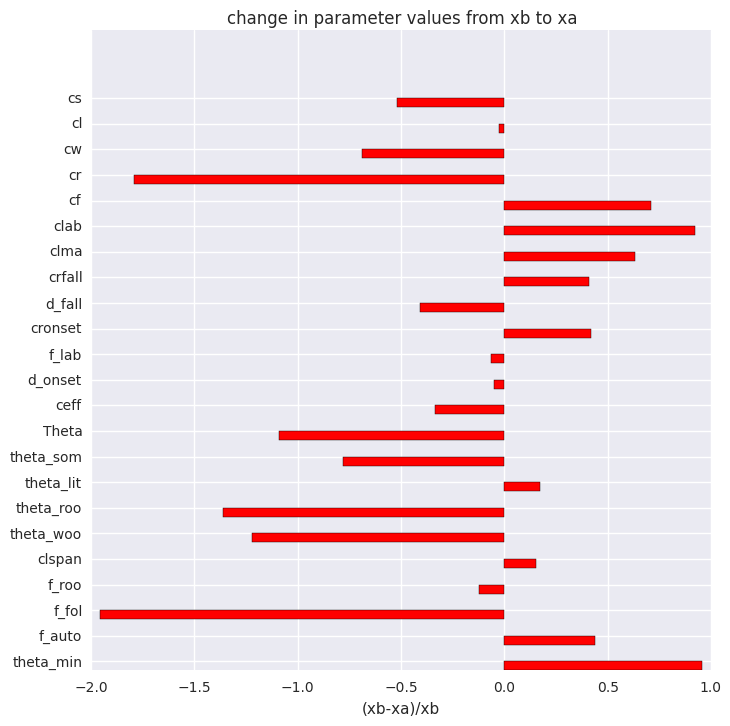 change in parameter values from xb to xa
cs
cl
cw
cr
cf
clab
clma
crfall
d_fall
cronset
f_lab
d_onset
ceff
Theta
theta_som
theta_lit
theta_roo
theta_woo
clspan
f_roo
f_fol
f_auto
theta_min
−2.0 −1.5 −1.0 −0.5 0.0 0.5 1.0
(xb-xa)/xb